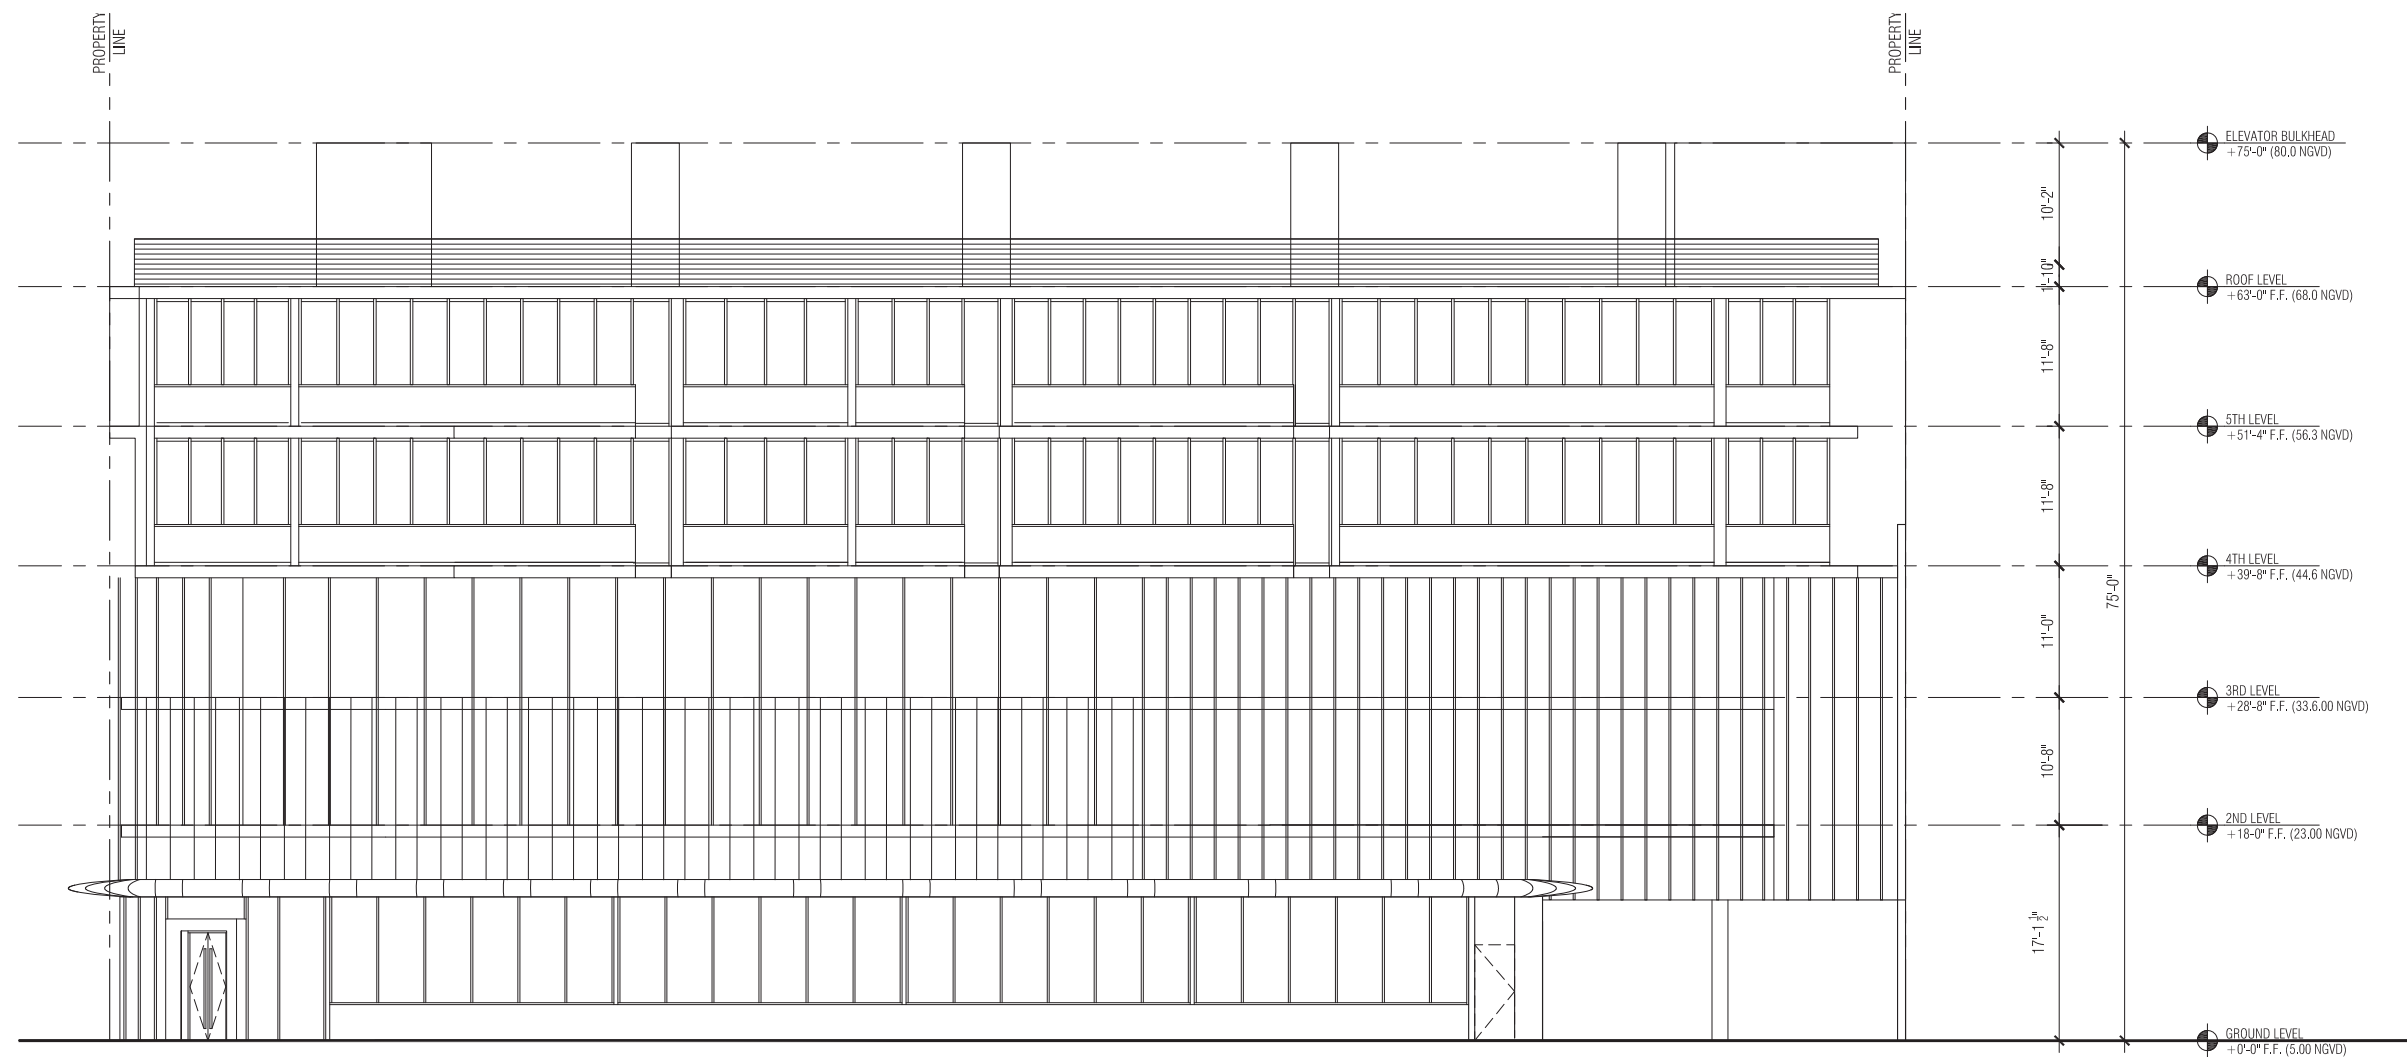 PROPERTY
LINE
PROPERTY
LINE
ELEVATOR BULKHEAD
+75'-0" (80.0 NGVD)
10'-2"
1'-10"
ROOF LEVEL
+63'-0" F.F. (68.0 NGVD)
11'-8"
5TH LEVEL
+51'-4" F.F. (56.3 NGVD)
11'-8"
4TH LEVEL
+39'-8" F.F. (44.6 NGVD)
75'-0"
11'-0"
3RD LEVEL
+28'-8" F.F. (33.6.00 NGVD)
10'-8"
2ND LEVEL
+18-0" F.F. (23.00 NGVD)
17'-1 1/2"
GROUND LEVEL
+0'-0" F.F. (5.00 NGVD)